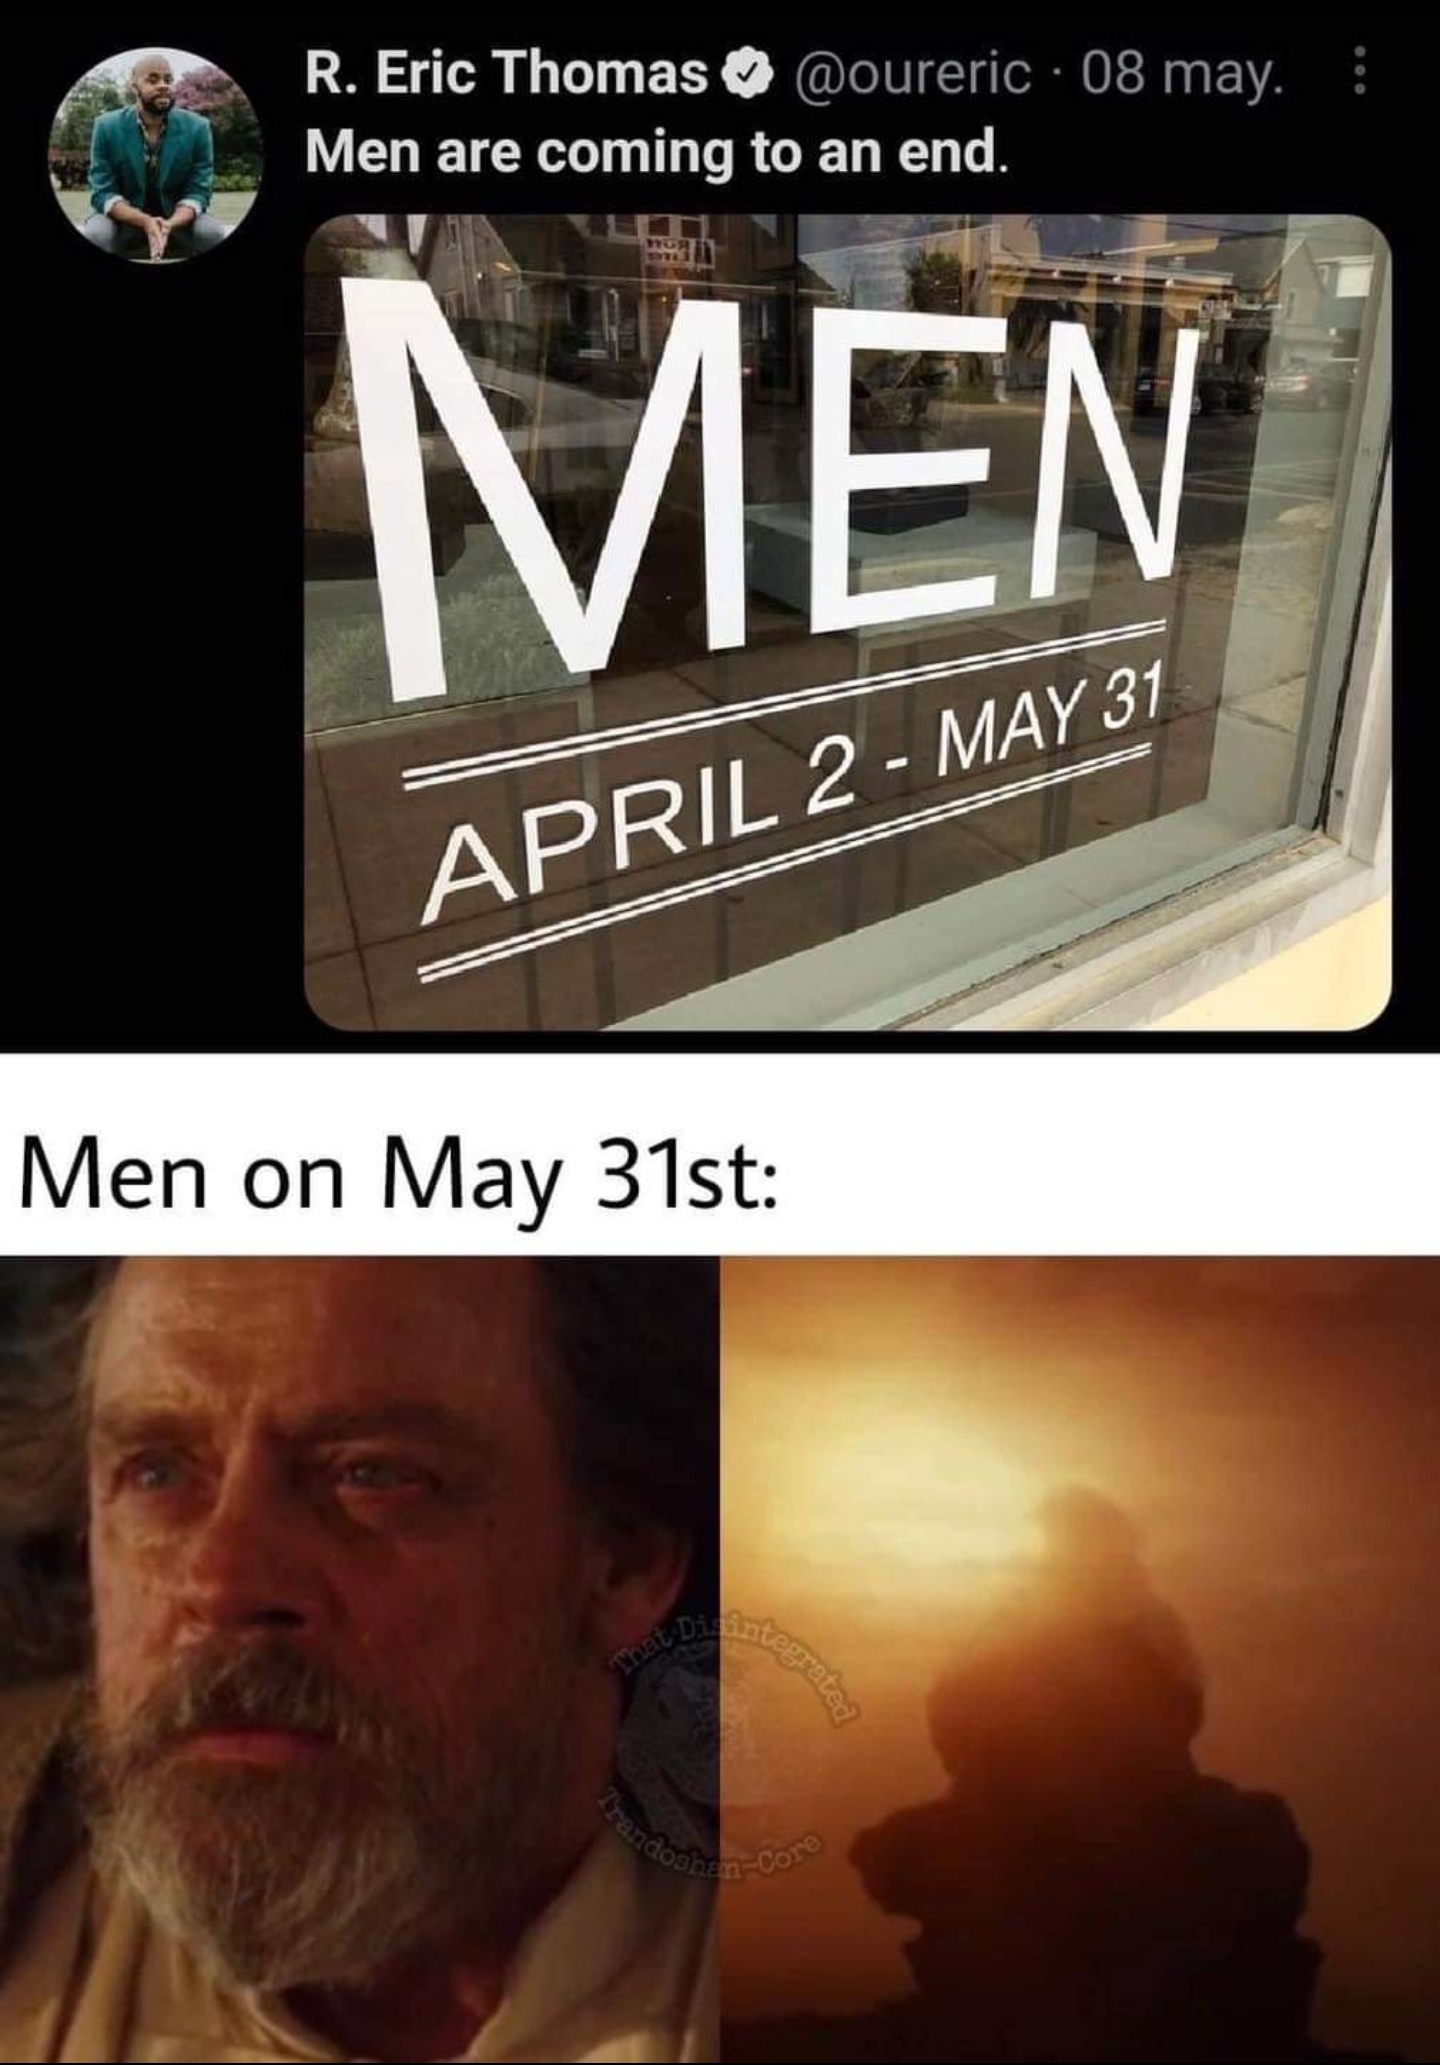 R. Eric Thomas @oureric · 08 may.
Men are coming to an end.
MEN
APRIL 2 - MAY 31
Men on May 31st:
That Disintegrated
Trandoshan-Core